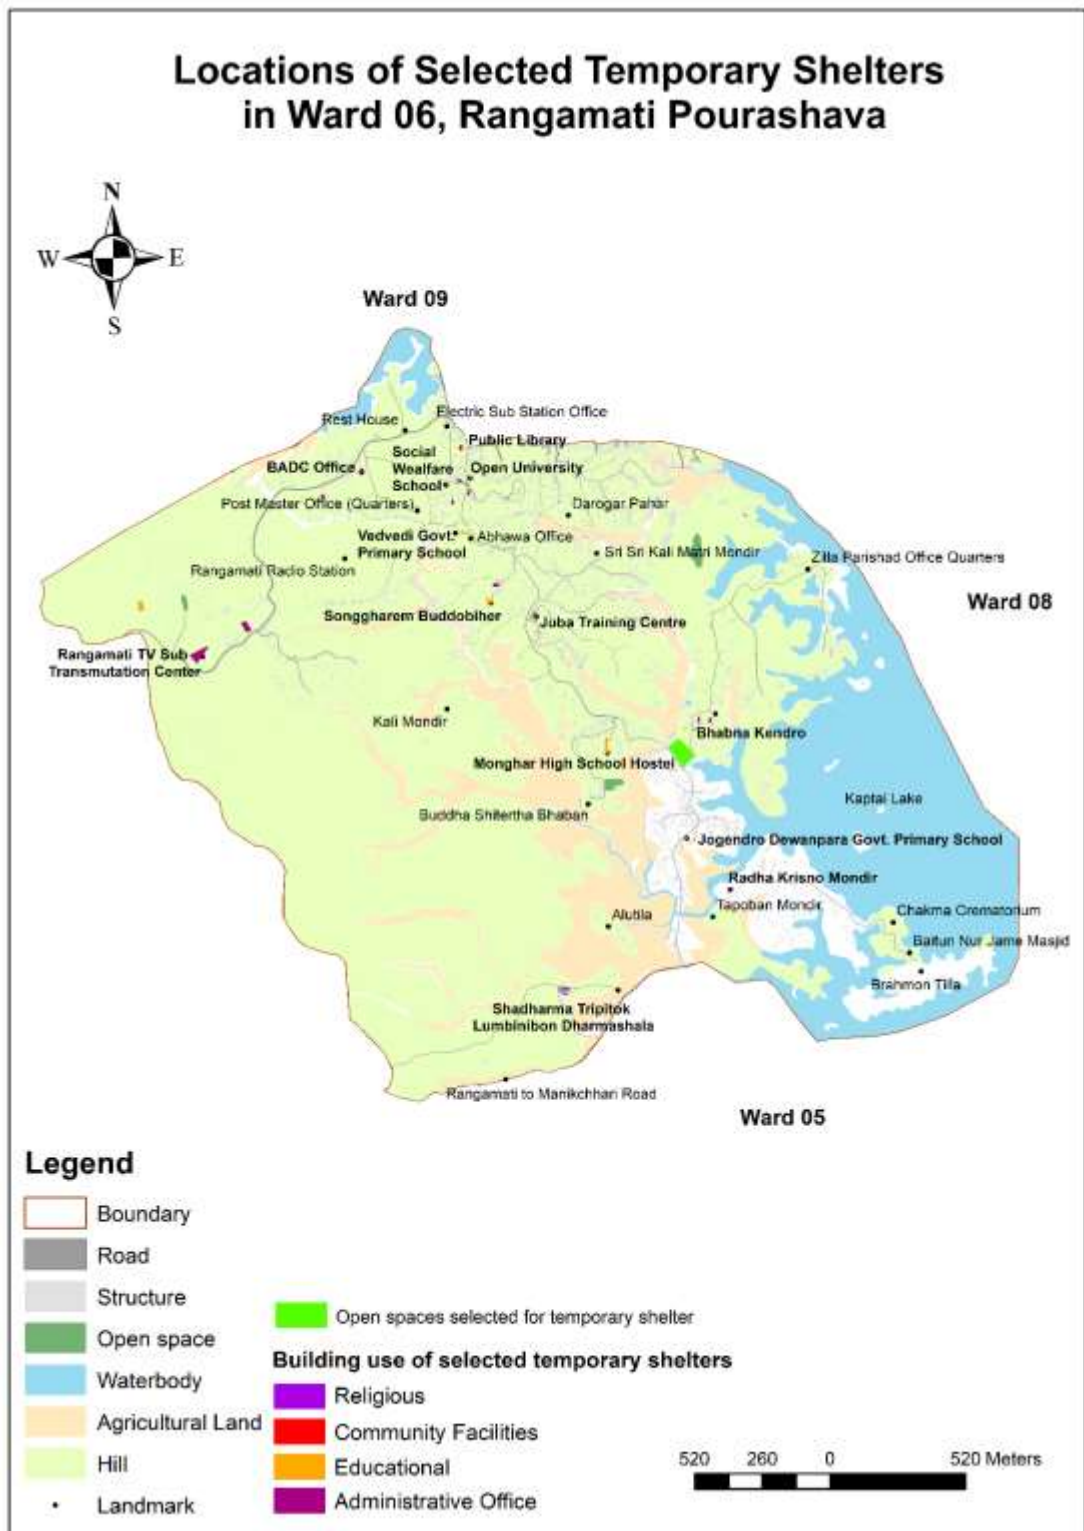 Locations of Selected Temporary Shelters
in Ward 06, Rangamati Pourashava
N
W
E
S
Ward 09
Rest House
Electric Sub Station Office
Public Library
Social
Wealfare
School
BADC Office
Open University
Post Master Office (Quarters)
Darogar Pahar
Vedvedi Govt.
Primary School
Abhawa Office
Sri Sri Kali Matri Mondir
Rangamati Radio Station
Zilla Parishad Office Quarters
Ward 08
Songgharem Buddobiher
Juba Training Centre
Rangamati TV Sub
Transmutation Center
Kali Mondir
Bhabna Kendro
Monghar High School Hostel
Kaptai Lake
Buddha Shitertha Bhaban
Jogendro Dewanpara Govt. Primary School
Radha Krisno Mondir
Tapoban Mondir
Alutila
Chakma Crematorium
Baitun Nur Jame Masjid
Brahmon Tilla
Shadharma Tripitok
Lumbinibon Dharmashala
Rangamati to Manikchhari Road
Ward 05
Legend
Boundary
Road
Structure
Open space
Waterbody
Agricultural Land
Hill
Landmark
Open spaces selected for temporary shelter
Building use of selected temporary shelters
Religious
Community Facilities
Educational
Administrative Office
520 260 0 520 Meters